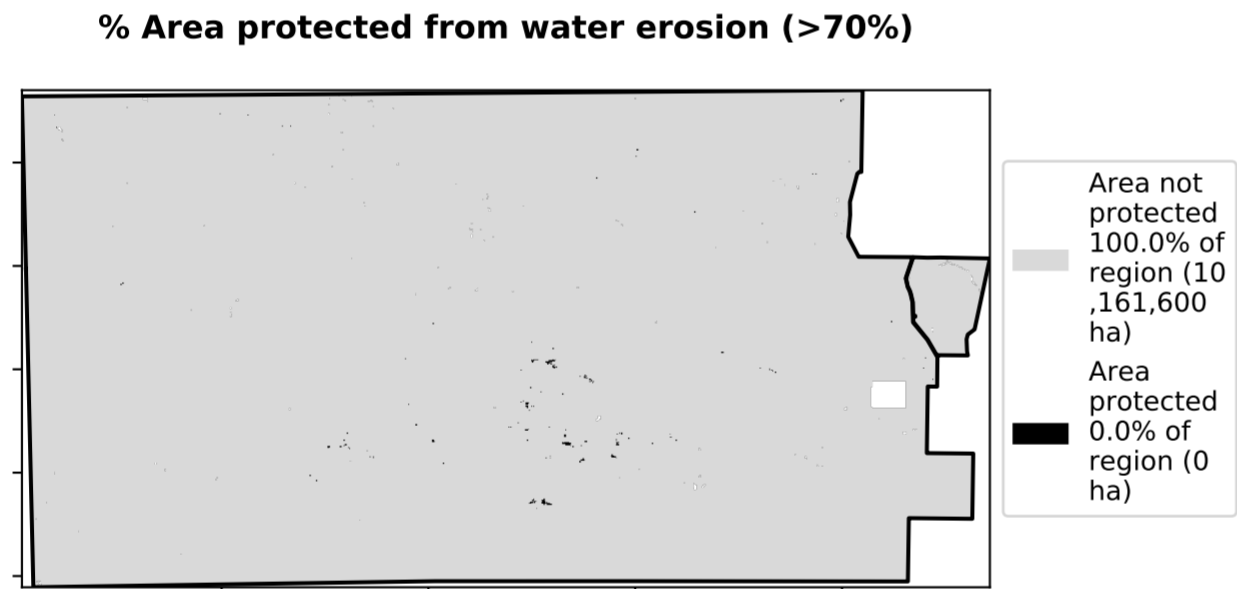 % Area protected from water erosion (>70%)
Area not
protected
100.0% of
region (10
,161,600
ha)
Area
protected
0.0% of
region (0
ha)